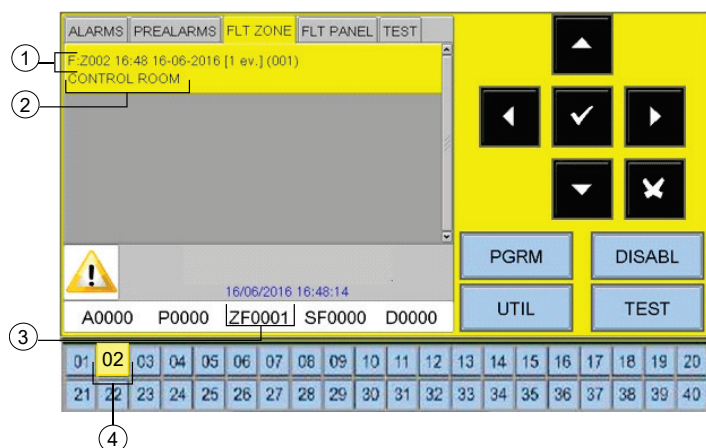 ALARMS PREALARMS FLT ZONE FLT PANEL TEST
1
F:Z002 16:48 16-06-2016 [1 ev.] (001)
CONTROL ROOM
2
PGRM DISABL
16/06/2016 16:48:14
UTIL TEST
A0000 P0000 ZF0001 SF0000 D0000
3
01 02 03 04 05 06 07 08 09 10 11 12 13 14 15 16 17 18 19 20
21 22 23 24 25 26 27 28 29 30 31 32 33 34 35 36 37 38 39 40
4